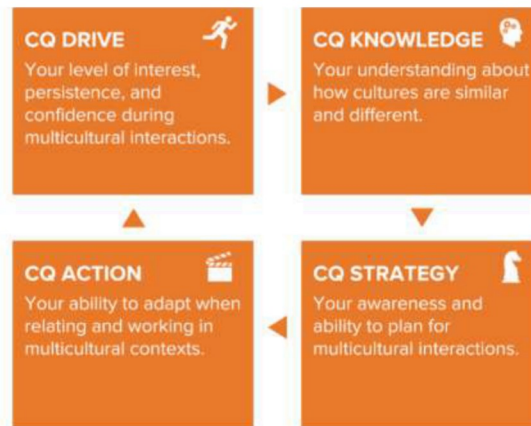 CQ DRIVE
Your level of interest,
persistence, and
confidence during
multicultural interactions.
CQ KNOWLEDGE
Your understanding about
how cultures are similar
and different.
CQ ACTION
Your ability to adapt when
relating and working in
multicultural contexts.
CQ STRATEGY
Your awareness and
ability to plan for
multicultural interactions.